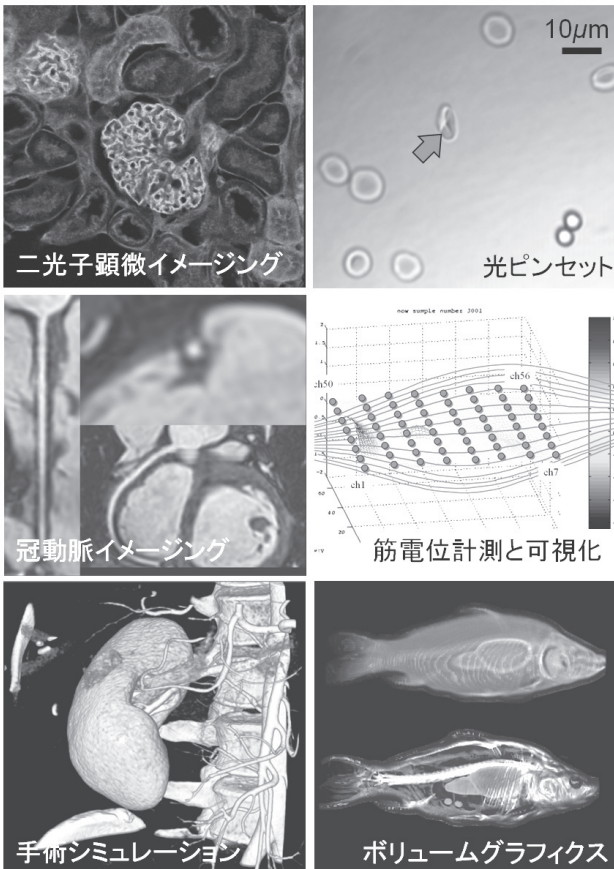 10μm
二光子顕微イメージング
光ピンセット
now sample number 3001
ch50
ch56
ch1
ch7
冠動脈イメージング
筋電位計測と可視化
手術シミュレーション
ボリュームグラフィクス